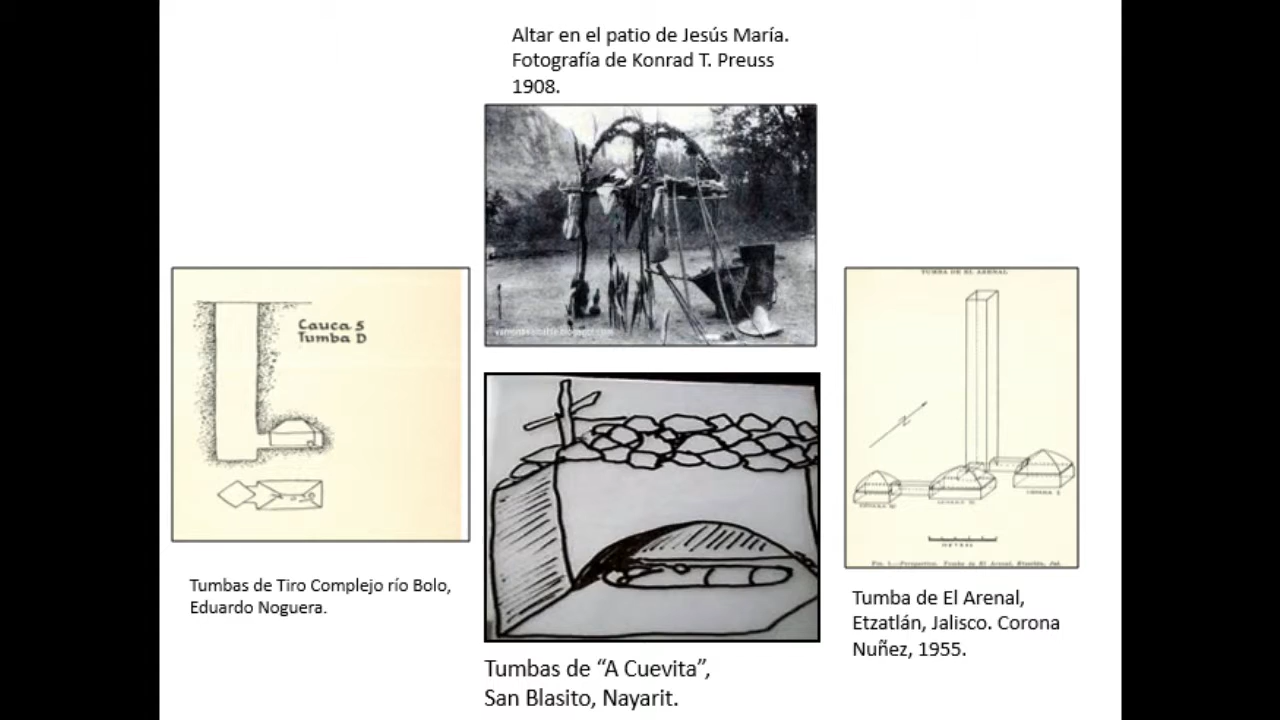 Altar en el patio de Jesús María.
Fotografía de Konrad T. Preuss
1908.
TUMBA DE EL ARENAL
Cauca 5
Tumba D
METROS
Tumbas de Tiro Complejo río Bolo,
Eduardo Noguera.
Tumba de El Arenal,
Etzatlán, Jalisco. Corona
Nuñez, 1955.
Tumbas de “A Cuevita”,
San Blasito, Nayarit.